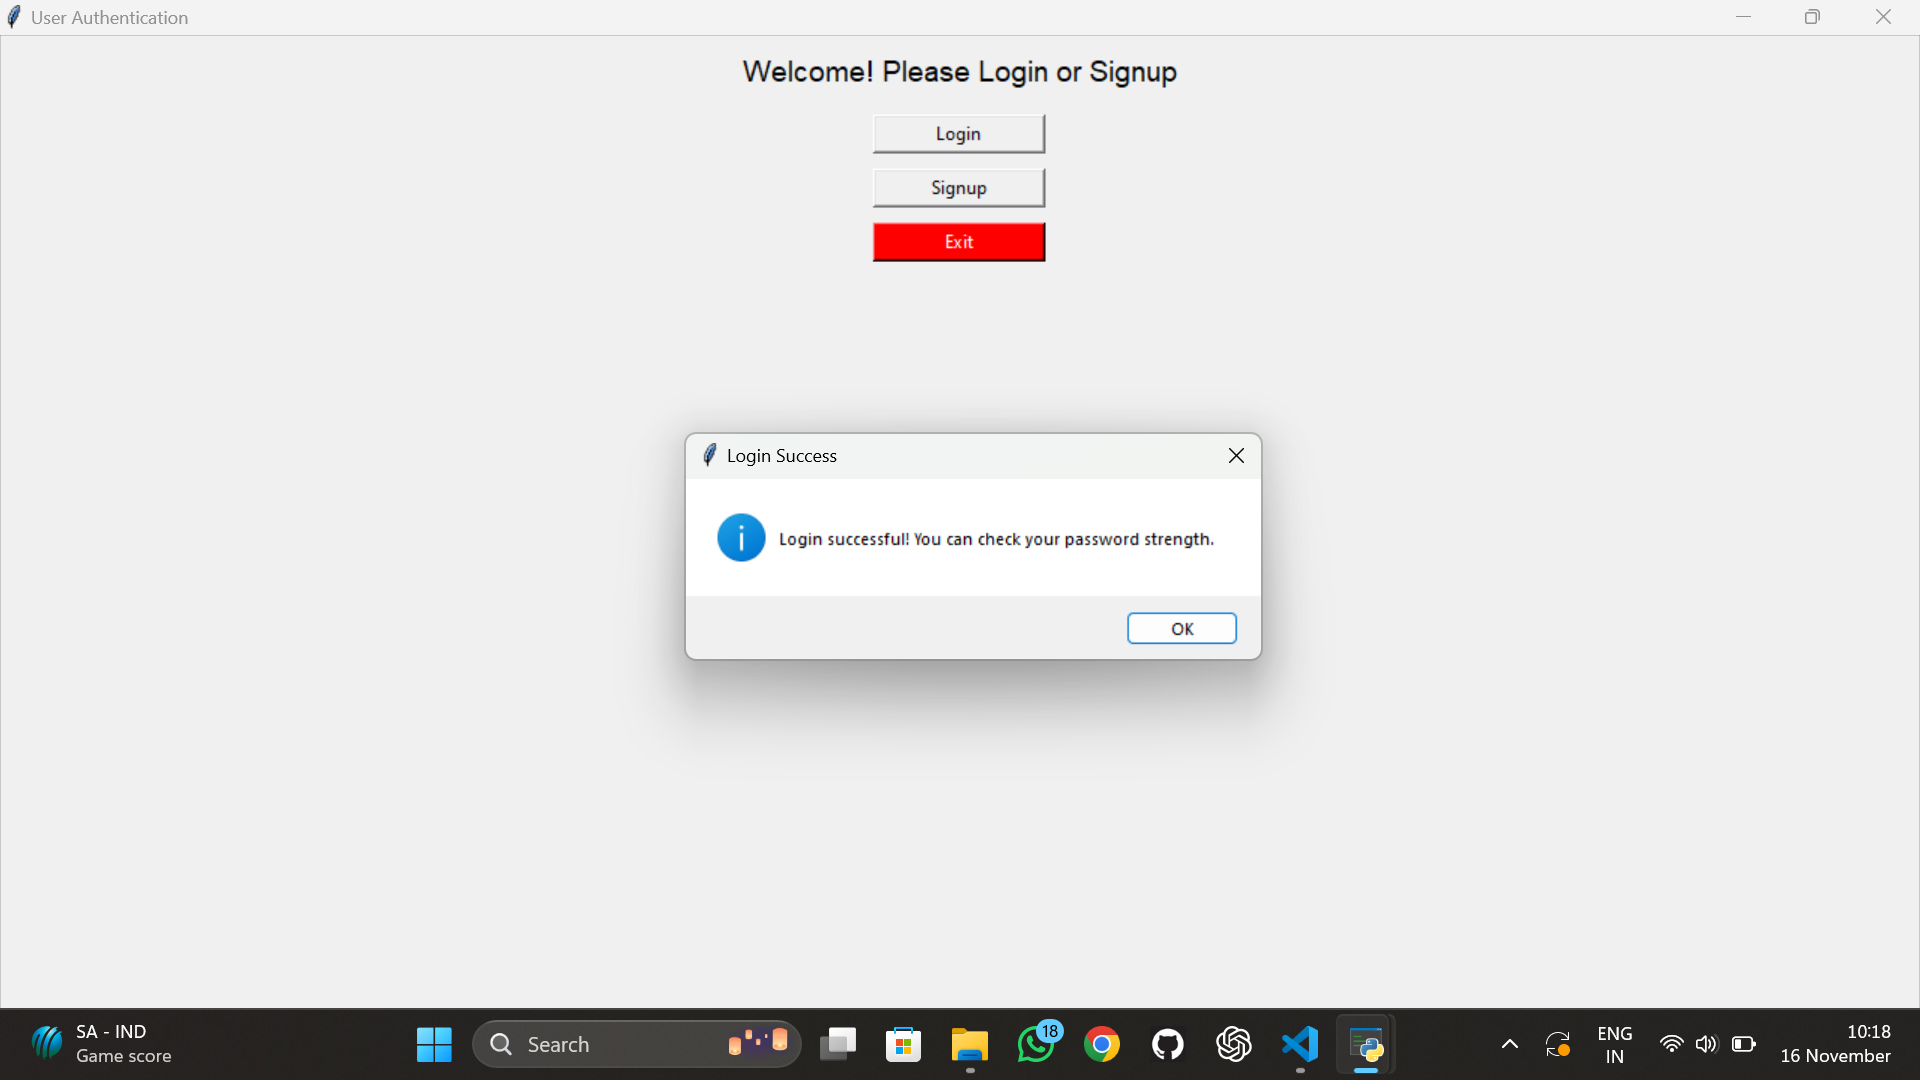 User Authentication
Welcome! Please Login or Signup
Login
Signup
Exit
Login Success
Login successful! You can check your password strength.
OK
SA - IND
Game score
Search
18
ENG
IN
10:18
16 November